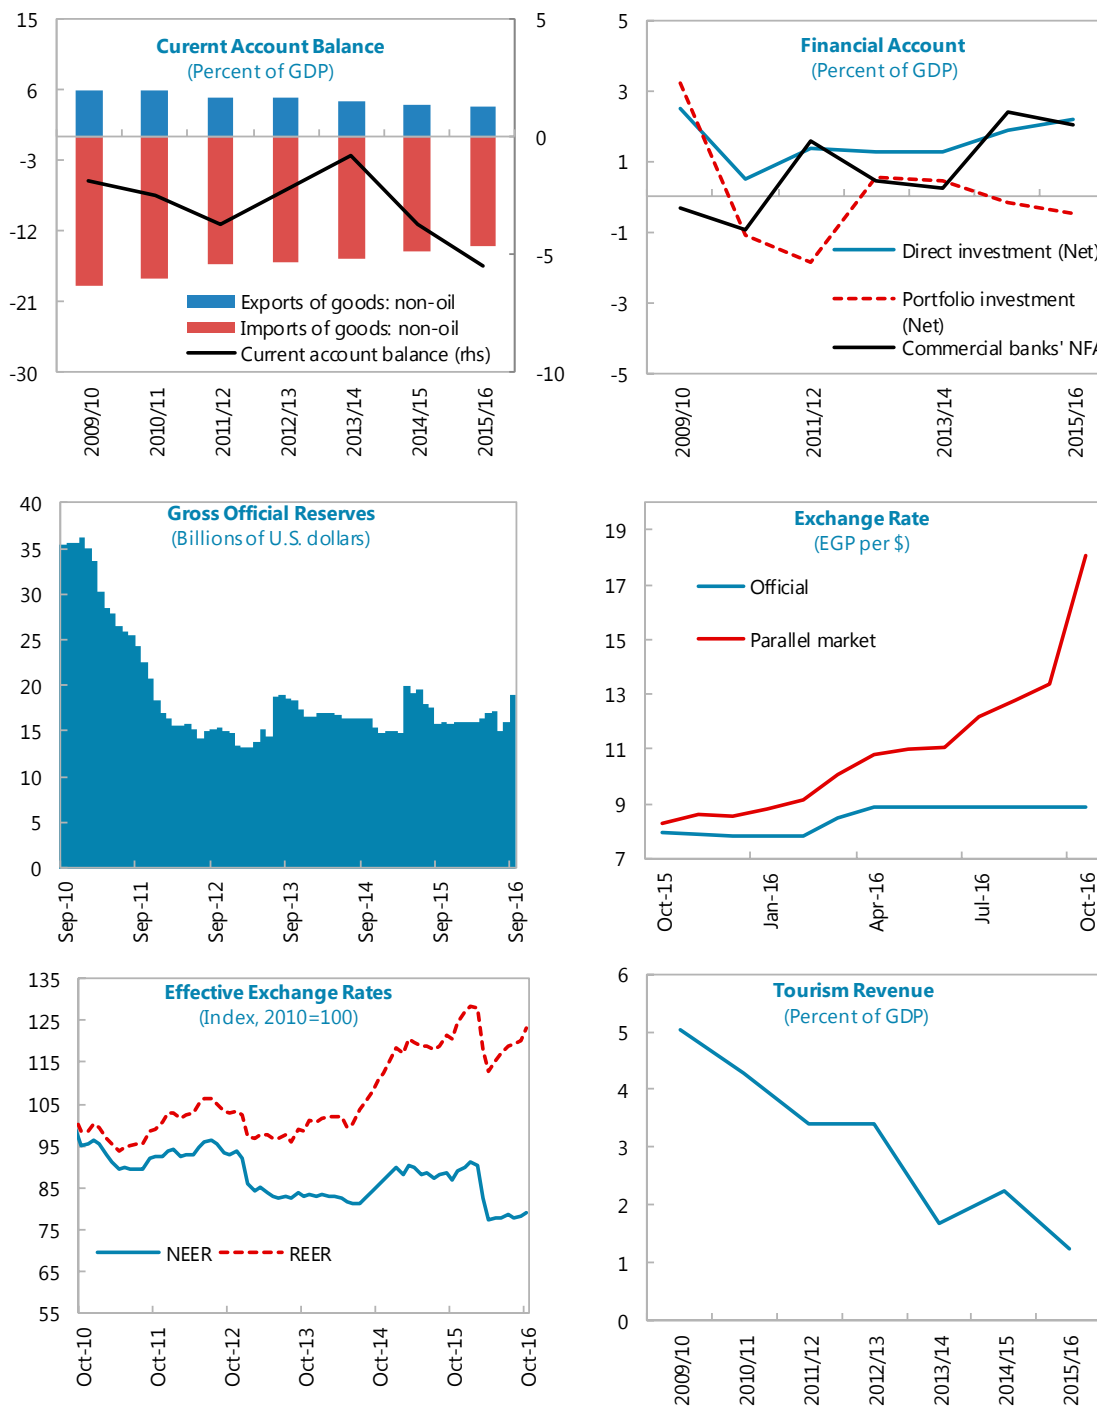 Curernt Account Balance
(Percent of GDP)
15
6
-3
-12
-21
-30
5
0
-5
-10
Exports of goods: non-oil
Imports of goods: non-oil
Current account balance (rhs)
2009/10
2010/11
2011/12
2012/13
2013/14
2014/15
2015/16
Financial Account
(Percent of GDP)
5
3
1
-1
-3
-5
Direct investment (Net)
Portfolio investment
(Net)
Commercial banks' NFA
2009/10
2011/12
2013/14
2015/16
Gross Official Reserves
(Billions of U.S. dollars)
40
35
30
25
20
15
10
5
0
Sep-10
Sep-11
Sep-12
Sep-13
Sep-14
Sep-15
Sep-16
Exchange Rate
(EGP per $)
19
17
15
13
11
9
7
Official
Parallel market
Oct-15
Jan-16
Apr-16
Jul-16
Oct-16
Effective Exchange Rates
(Index, 2010=100)
135
125
115
105
95
85
75
65
55
NEER
REER
Oct-10
Oct-11
Oct-12
Oct-13
Oct-14
Oct-15
Oct-16
Tourism Revenue
(Percent of GDP)
6
5
4
3
2
1
0
2009/10
2010/11
2011/12
2012/13
2013/14
2014/15
2015/16